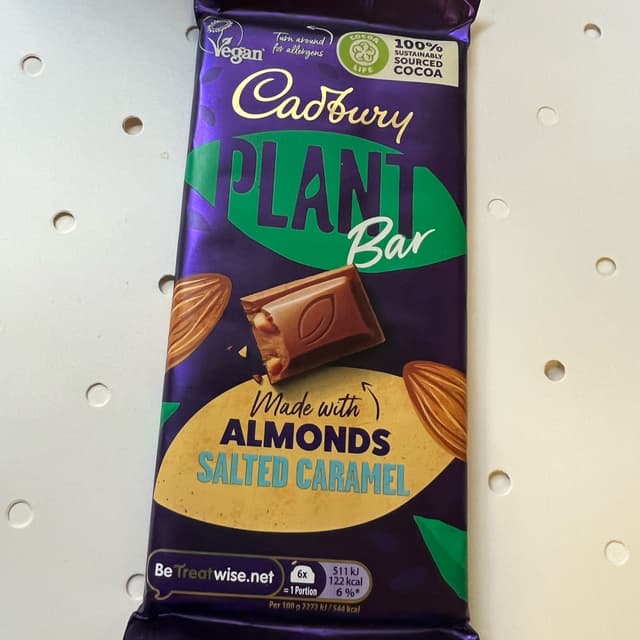 Vegan
Turn around
for allergens
COCOA
LIFE
100%
SUSTAINABLY
SOURCED
COCOA
Cadbury
PLANT
Bar
Made with
ALMONDS
SALTED CARAMEL
BeTreatwise.net
6x
= 1 Portion
511 kJ
122 kcal
6 %*
Per 100 g 2272 kJ / 544 kcal